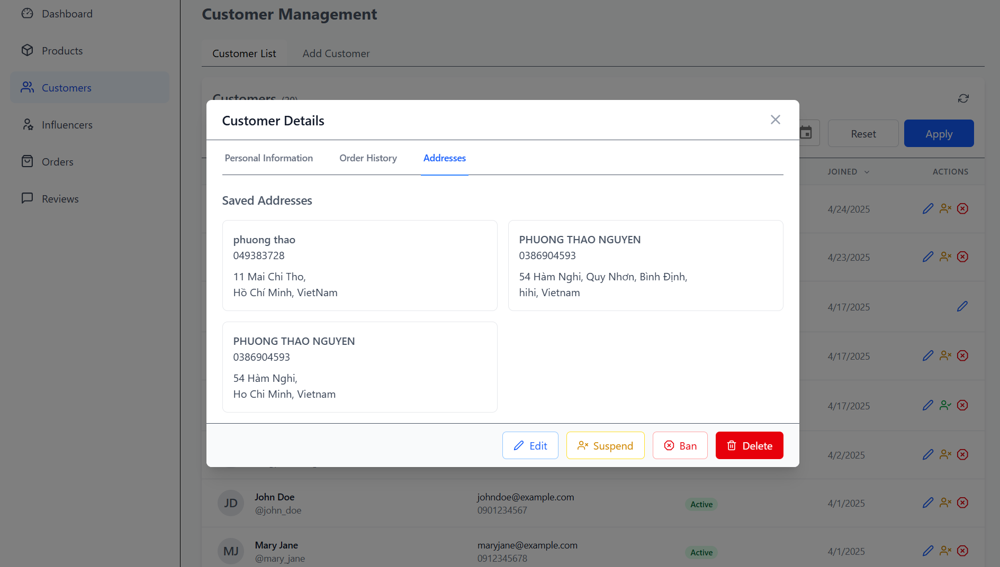 Dashboard
Products
Customers
Influencers
Orders
Reviews
Customer Management
Customer List
Add Customer
Customers (20)
Reset
Apply
JOINED
ACTIONS
4/24/2025
4/23/2025
4/17/2025
4/17/2025
4/17/2025
4/2/2025
Customer Details
Personal Information
Order History
Addresses
Saved Addresses
phuong thao
049383728
11 Mai Chi Tho,
Hồ Chí Minh, VietNam
PHUONG THAO NGUYEN
0386904593
54 Hàm Nghi, Quy Nhơn, Bình Định,
hihi, Vietnam
PHUONG THAO NGUYEN
0386904593
54 Hàm Nghi,
Ho Chi Minh, Vietnam
Edit
Suspend
Ban
Delete
JD
John Doe
@john_doe
johndoe@example.com
0901234567
Active
4/1/2025
MJ
Mary Jane
@mary_jane
maryjane@example.com
0912345678
Active
4/1/2025